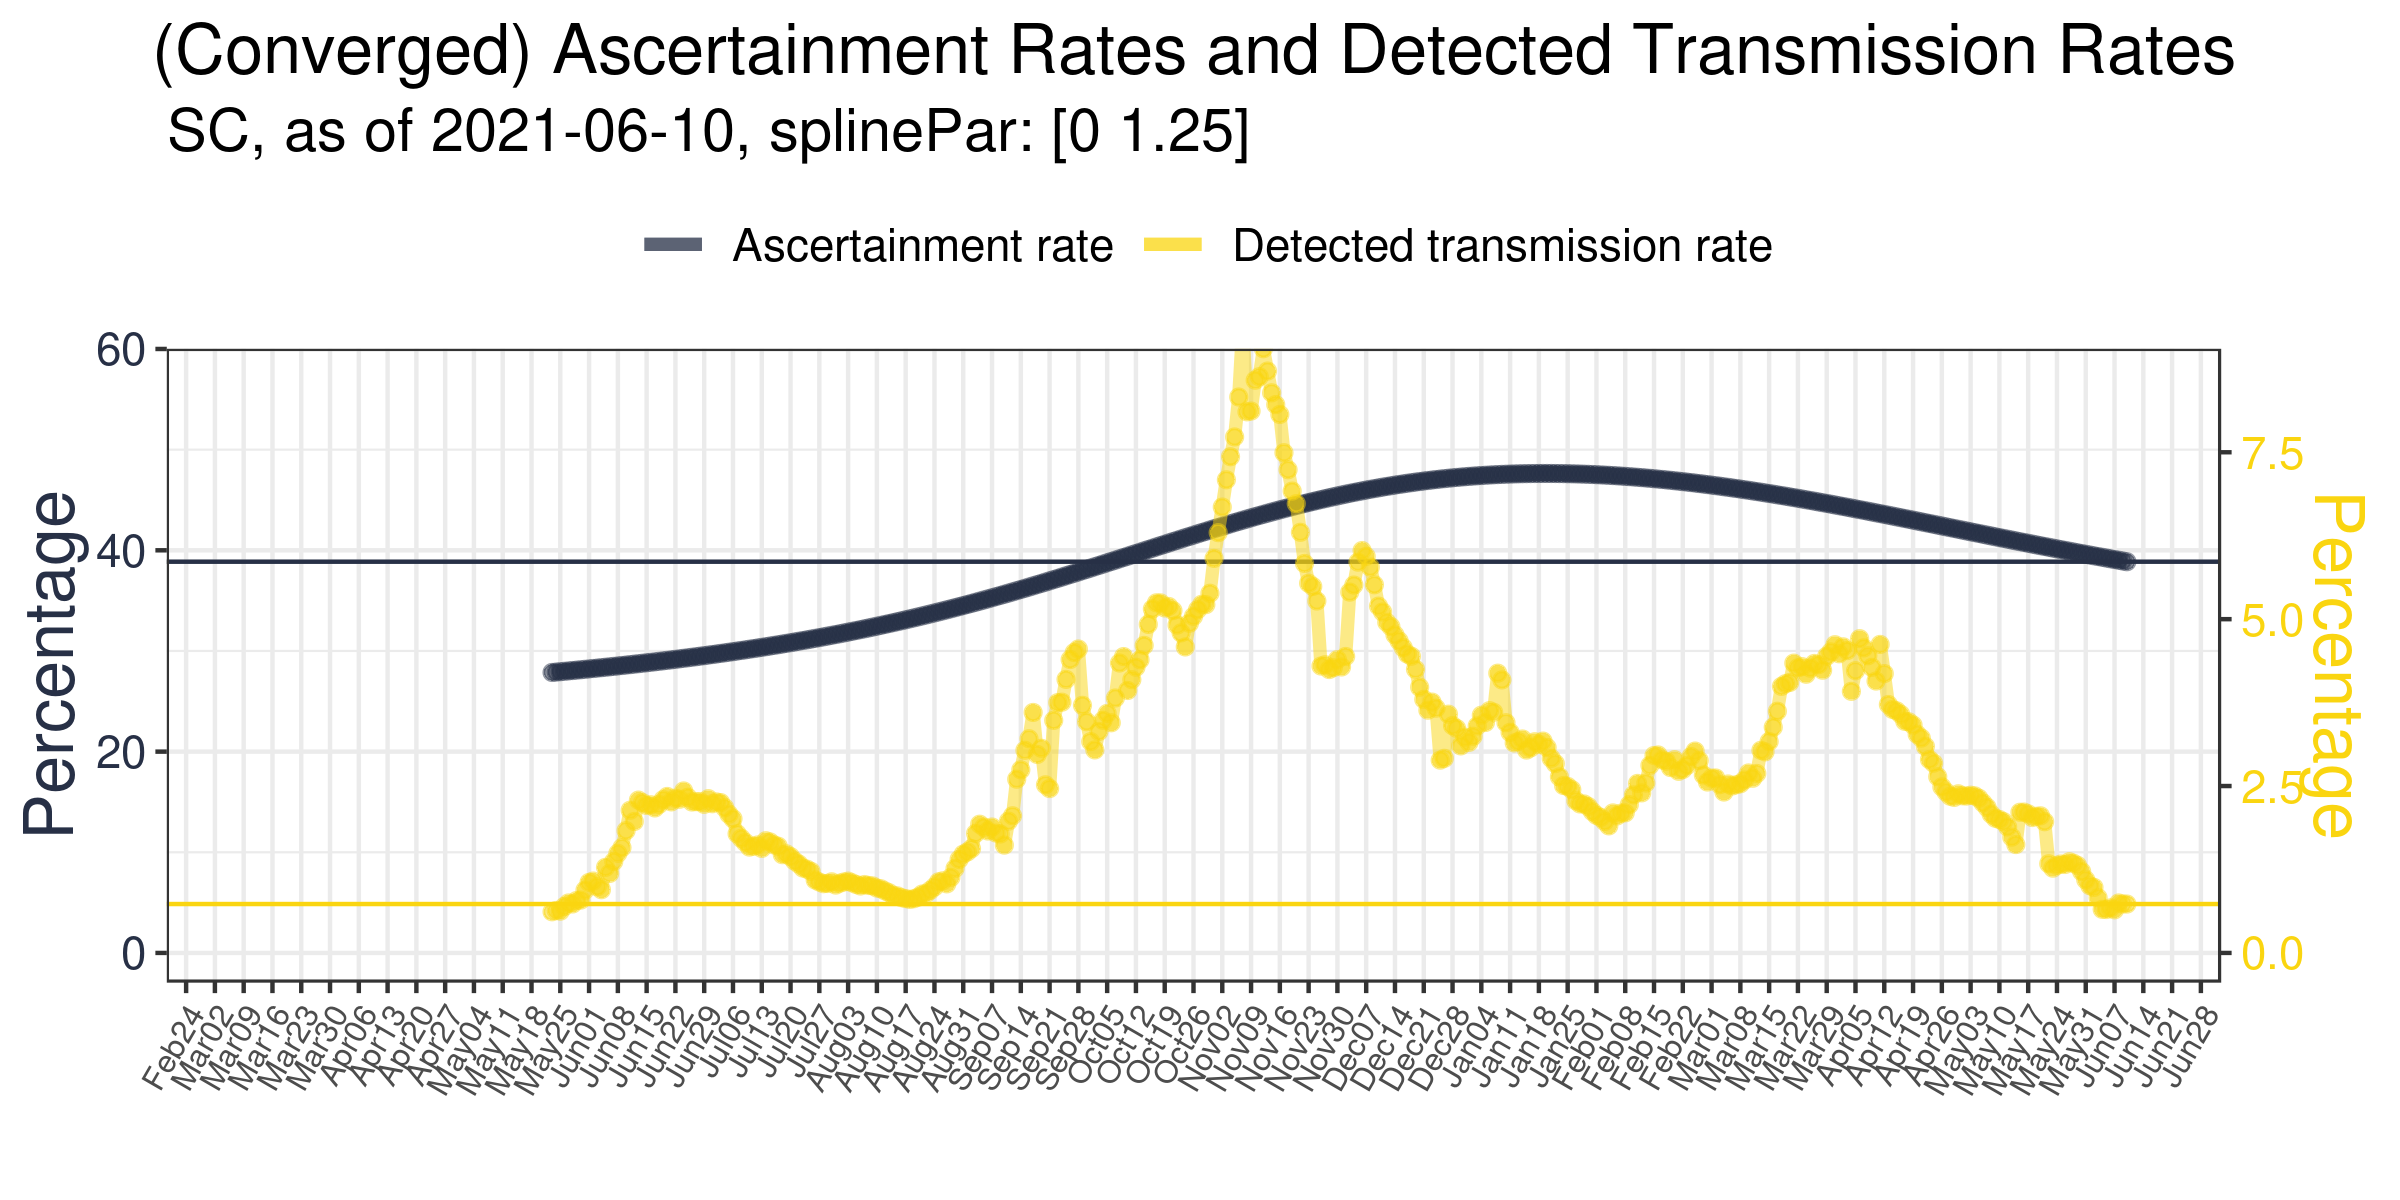 (Converged) Ascertainment Rates and Detected Transmission Rates
SC, as of 2021-06-10, splinePar: [0 1.25]
Ascertainment rate
Detected transmission rate
Percentage
60
40
20
0
7.5
5.0
2.5
0.0
Percentage
Feb24
Mar02
Mar09
Mar16
Mar23
Mar30
Apr06
Apr13
Apr20
Apr27
May04
May11
May18
May25
Jun01
Jun08
Jun15
Jun22
Jun29
Jul06
Jul13
Jul20
Jul27
Aug03
Aug10
Aug17
Aug24
Aug31
Sep07
Sep14
Sep21
Sep28
Oct05
Oct12
Oct19
Oct26
Nov02
Nov09
Nov16
Nov23
Nov30
Dec07
Dec14
Dec21
Dec28
Jan04
Jan11
Jan18
Jan25
Feb01
Feb08
Feb15
Feb22
Mar01
Mar08
Mar15
Mar22
Mar29
Apr05
Apr12
Apr19
Apr26
May03
May10
May17
May24
May31
Jun07
Jun14
Jun21
Jun28